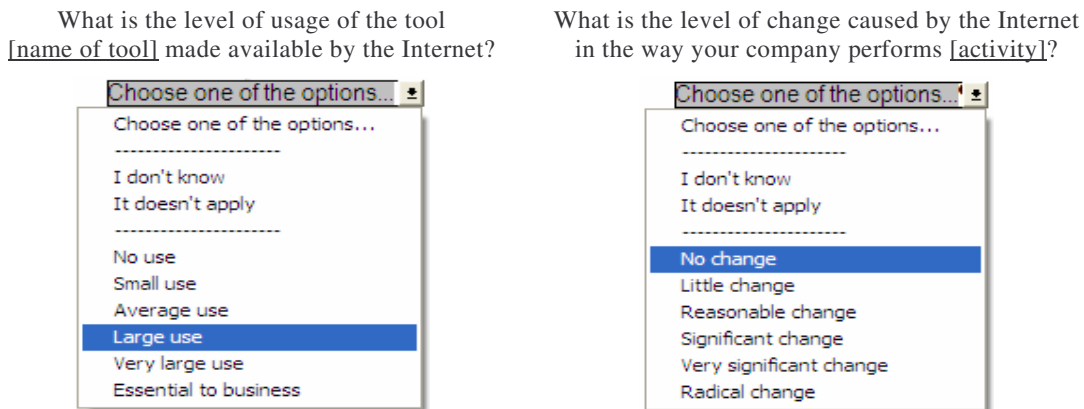 What is the level of usage of the tool
[name of tool] made available by the Internet?
Choose one of the options...
Choose one of the options...
----------------------
I don't know
It doesn't apply
----------------------
No use
Small use
Average use
Large use
Very large use
Essential to business
What is the level of change caused by the Internet
in the way your company performs [activity]?
Choose one of the options...
Choose one of the options...
----------------------
I don't know
It doesn't apply
----------------------
No change
Little change
Reasonable change
Significant change
Very significant change
Radical change